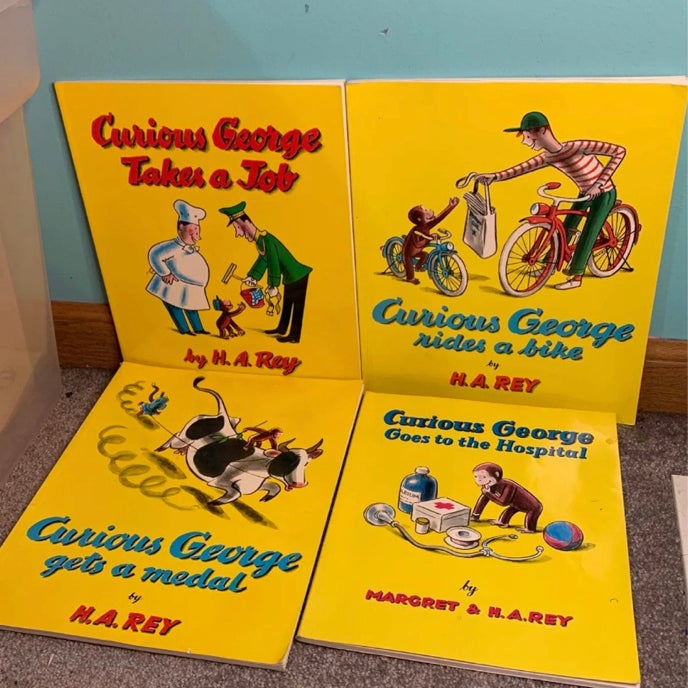 Curious George
Takes a Job
by H. A. Rey
Curious George
rides a bike
by
H. A. REY
Curious George
gets a medal
by
H. A. REY
Curious George
Goes to the Hospital
by
MARGRET & H. A. REY